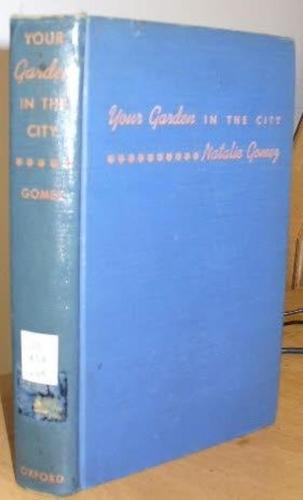 YOUR
Garden
IN THE
CITY
GOMEZ
OXFORD
Your Garden IN THE CITY
Natalie Gomez